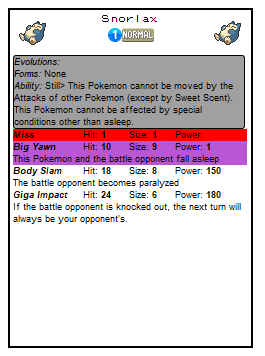 Snorlax
1 NORMAL
Evolutions:
Forms: None
Ability: Still> This Pokemon cannot be moved by the
Attacks of other Pokemon (except by Sweet Scent).
This Pokemon cannot be affected by special
conditions other than asleep.
Miss Hit: 1 Size: 1 Power:
Big Yawn Hit: 10 Size: 9 Power: 1
This Pokemon and the battle opponent fall asleep
Body Slam Hit: 18 Size: 8 Power: 150
The battle opponent becomes paralyzed
Giga Impact Hit: 24 Size: 6 Power: 180
If the battle opponent is knocked out, the next turn will
always be your opponent's.